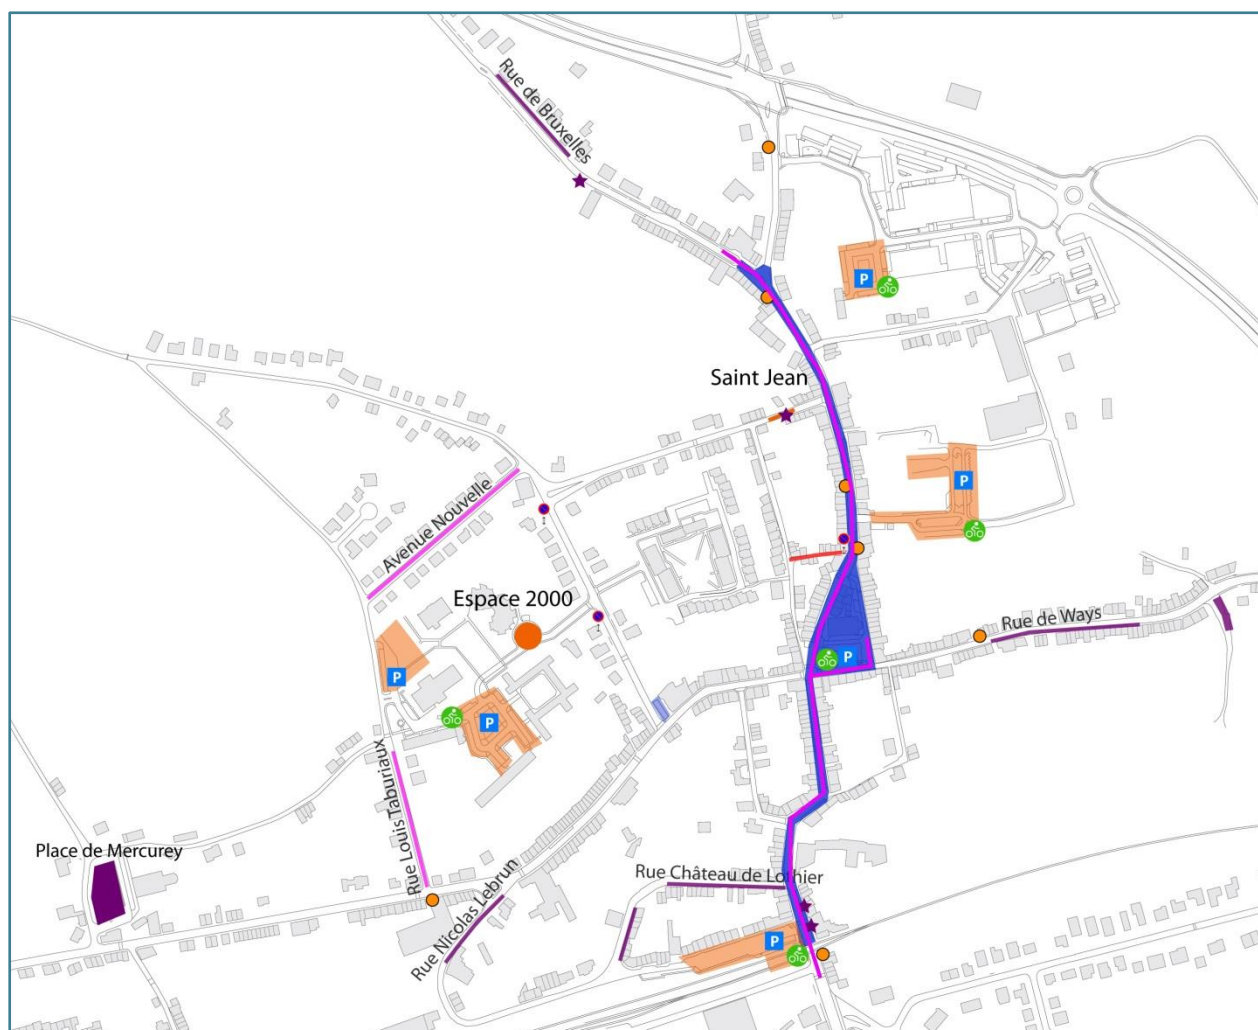 Rue de Bruxelles
P
Saint Jean
P
Avenue Nouvelle
Espace 2000
Rue de Ways
P
P
P
Rue Louis Taburiaux
Place de Mercurey
Rue Château de Lothier
Rue Nicolas Lebrun
P